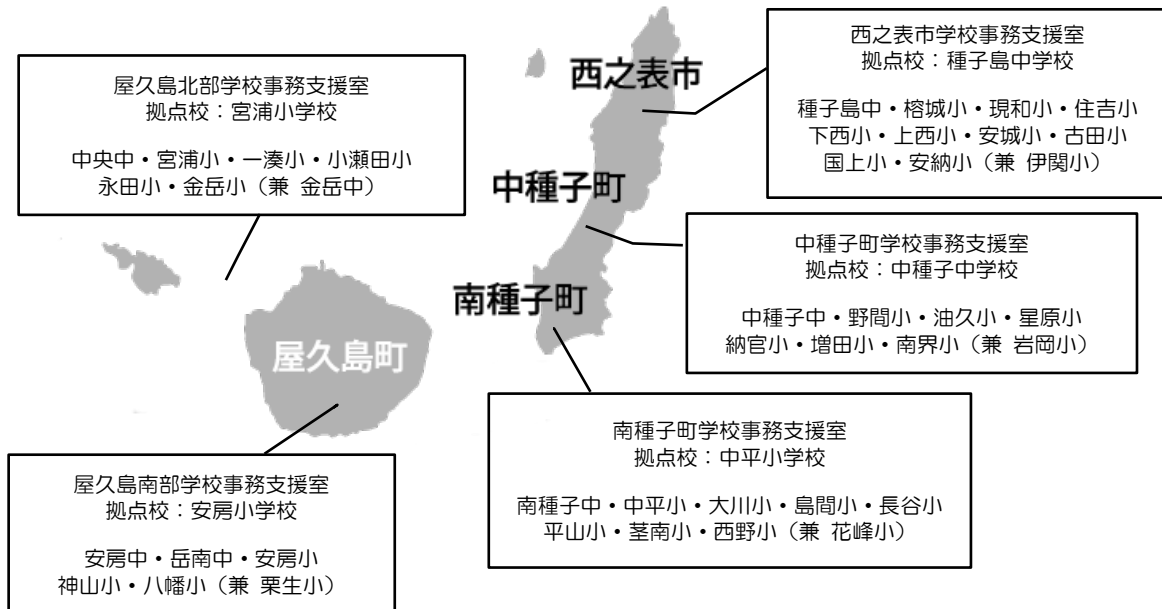 西之表市学校事務支援室
拠点校：種子島中学校
種子島中・榕城小・現和小・住吉小
下西小・上西小・安城小・古田小
国上小・安納小（兼 伊関小）
西之表市
屋久島北部学校事務支援室
拠点校：宮浦小学校
中央中・宮浦小・一湊小・小瀬田小
永田小・金岳小（兼 金岳中）
中種子町
中種子町学校事務支援室
拠点校：中種子中学校
中種子中・野間小・油久小・星原小
納官小・増田小・南界小（兼 岩岡小）
南種子町
屋久島町
南種子町学校事務支援室
拠点校：中平小学校
南種子中・中平小・大川小・島間小・長谷小
平山小・茎南小・西野小（兼 花峰小）
屋久島南部学校事務支援室
拠点校：安房小学校
安房中・岳南中・安房小
神山小・八幡小（兼 栗生小）